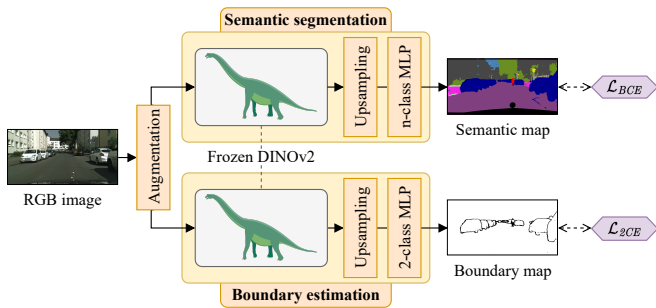 Semantic segmentation
Upsampling
n-class MLP
Semantic map
L_BCE
Augmentation
RGB image
Frozen DINOv2
Upsampling
2-class MLP
Boundary map
L_2CE
Boundary estimation